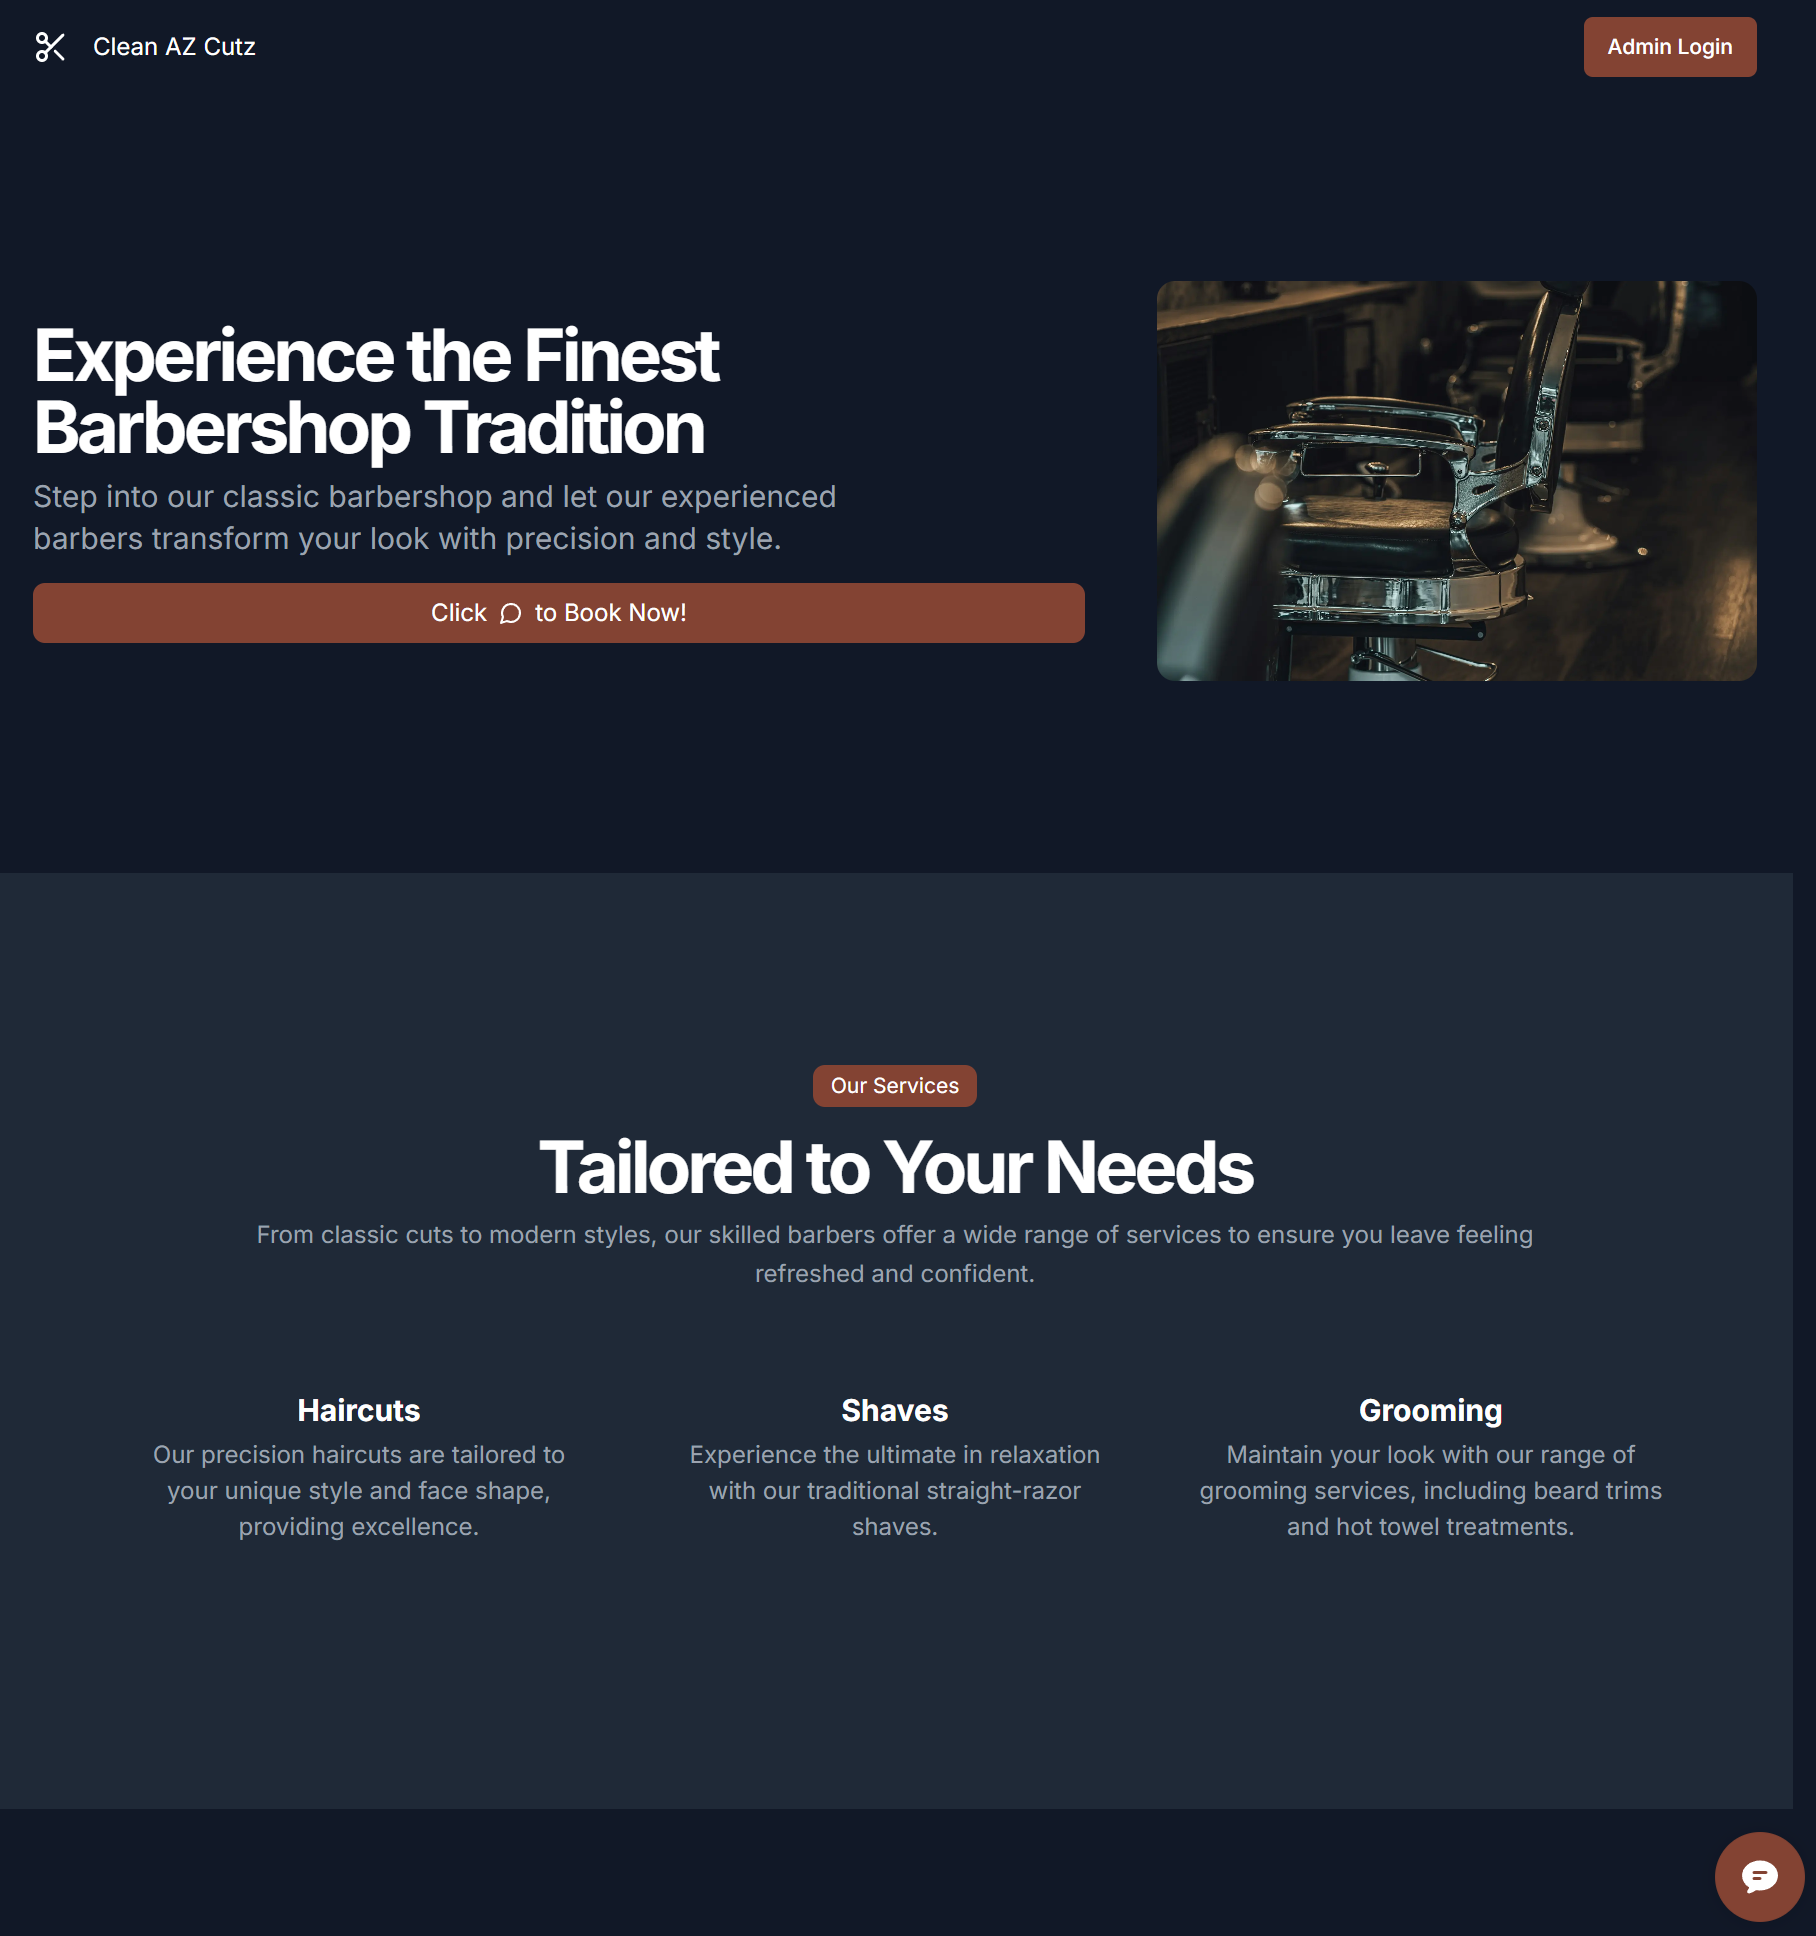 Clean AZ Cutz
Admin Login
Experience the Finest
Barbershop Tradition
Step into our classic barbershop and let our experienced
barbers transform your look with precision and style.
Click to Book Now!
Our Services
Tailored to Your Needs
From classic cuts to modern styles, our skilled barbers offer a wide range of services to ensure you leave feeling
refreshed and confident.
Haircuts
Our precision haircuts are tailored to
your unique style and face shape,
providing excellence.
Shaves
Experience the ultimate in relaxation
with our traditional straight-razor
shaves.
Grooming
Maintain your look with our range of
grooming services, including beard trims
and hot towel treatments.